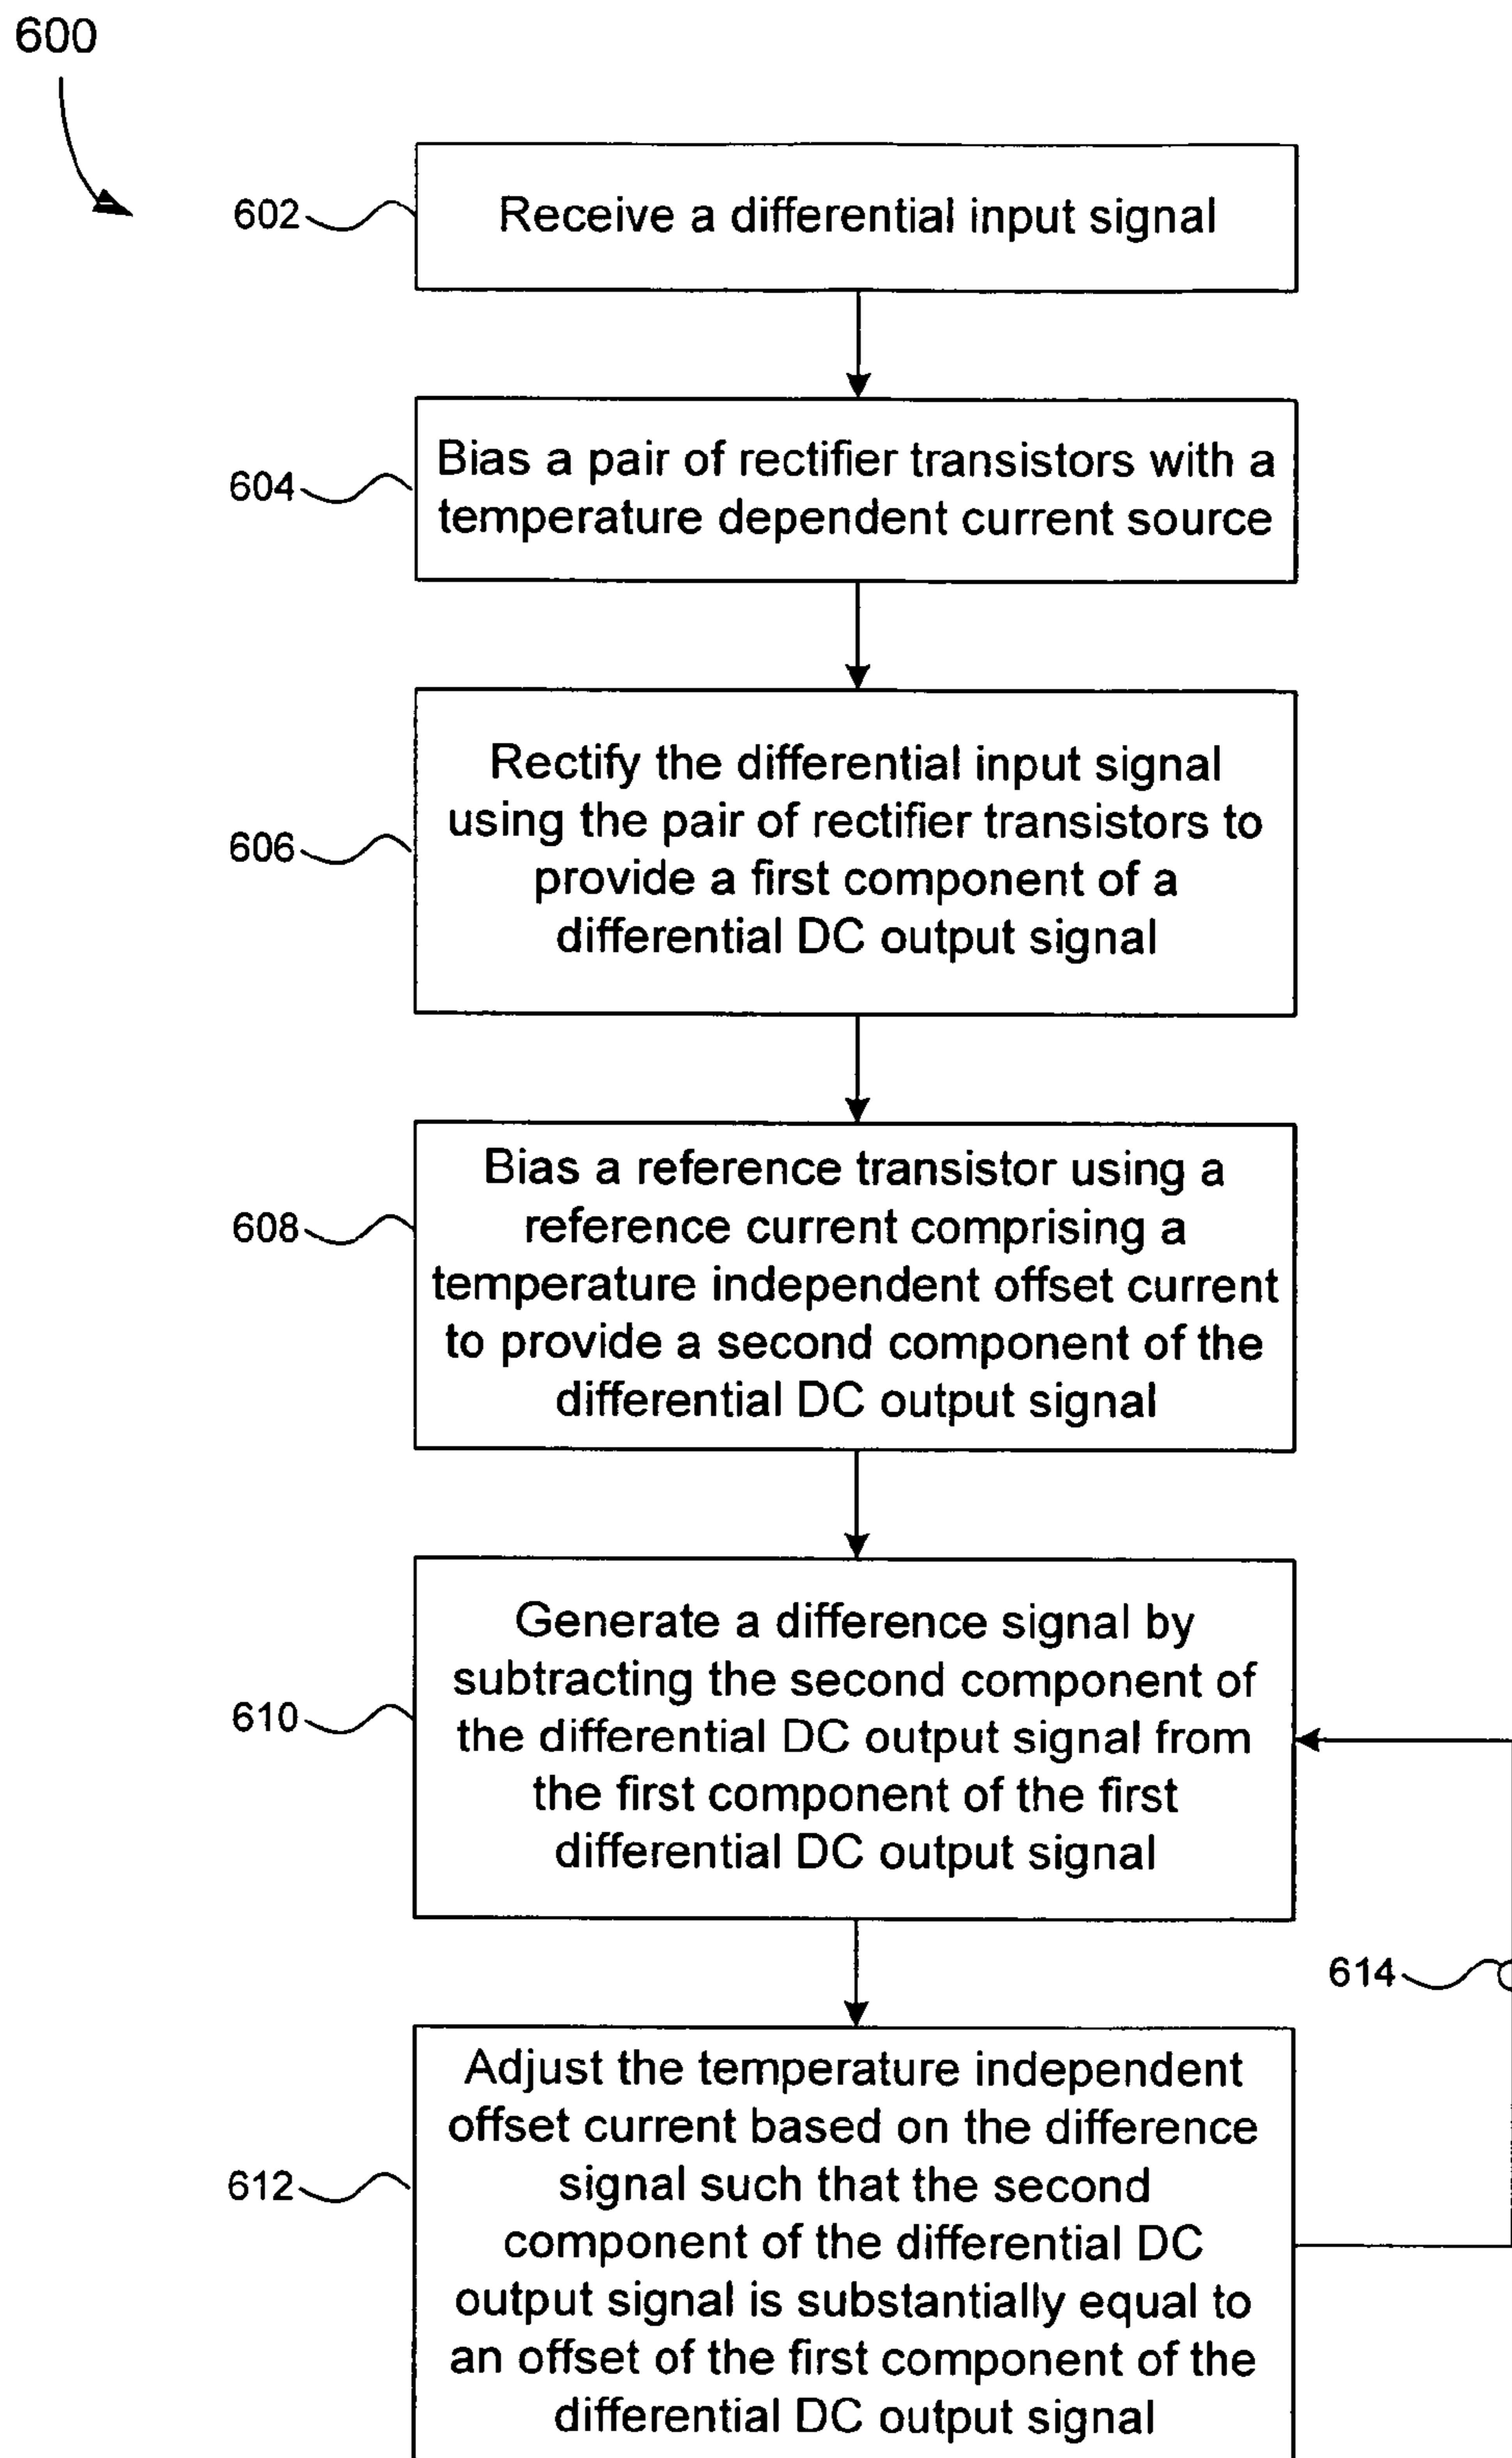 600
602
Receive a differential input signal
604
Bias a pair of rectifier transistors with a
temperature dependent current source
606
Rectify the differential input signal
using the pair of rectifier transistors to
provide a first component of a
differential DC output signal
608
Bias a reference transistor using a
reference current comprising a
temperature independent offset current
to provide a second component of the
differential DC output signal
610
Generate a difference signal by
subtracting the second component of
the differential DC output signal from
the first component of the first
differential DC output signal
614
612
Adjust the temperature independent
offset current based on the difference
signal such that the second
component of the differential DC
output signal is substantially equal to
an offset of the first component of the
differential DC output signal